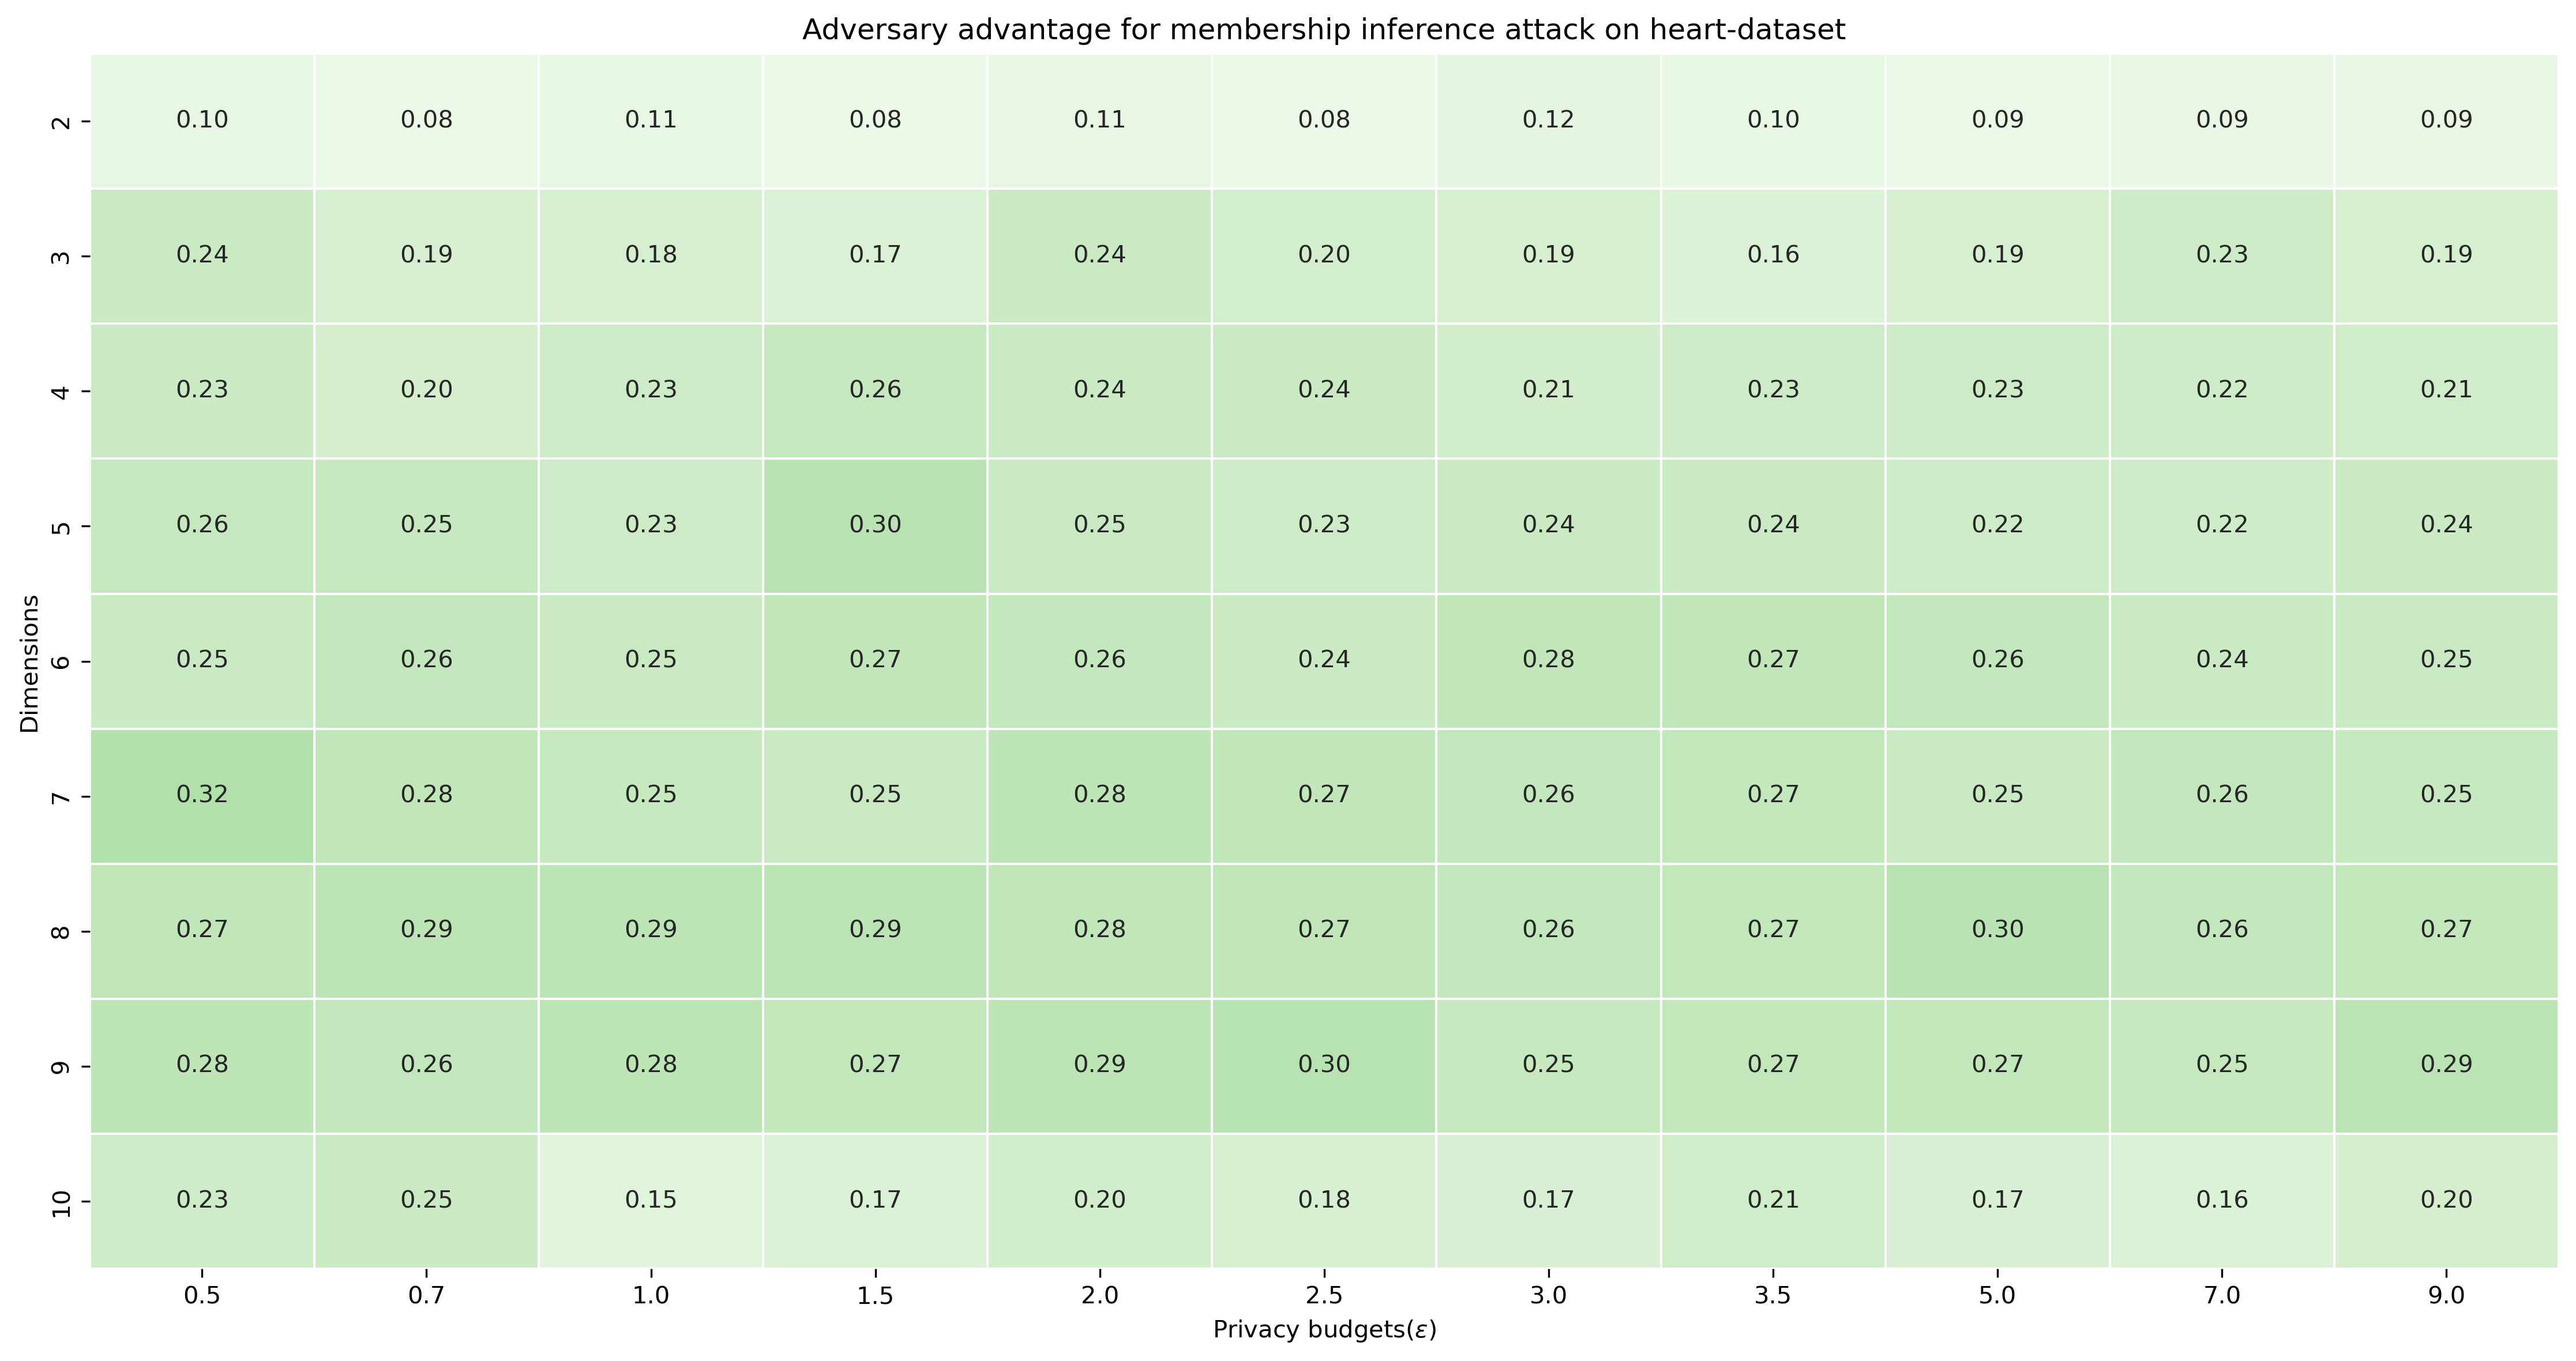 Adversary advantage for membership inference attack on heart-dataset
2 0.10 0.08 0.11 0.08 0.11 0.08 0.12 0.10 0.09 0.09 0.09
3 0.24 0.19 0.18 0.17 0.24 0.20 0.19 0.16 0.19 0.23 0.19
4 0.23 0.20 0.23 0.26 0.24 0.24 0.21 0.23 0.23 0.22 0.21
5 0.26 0.25 0.23 0.30 0.25 0.23 0.24 0.24 0.22 0.22 0.24
Dimensions
6 0.25 0.26 0.25 0.27 0.26 0.24 0.28 0.27 0.26 0.24 0.25
7 0.32 0.28 0.25 0.25 0.28 0.27 0.26 0.27 0.25 0.26 0.25
8 0.27 0.29 0.29 0.29 0.28 0.27 0.26 0.27 0.30 0.26 0.27
9 0.28 0.26 0.28 0.27 0.29 0.30 0.25 0.27 0.27 0.25 0.29
10 0.23 0.25 0.15 0.17 0.20 0.18 0.17 0.21 0.17 0.16 0.20
0.5 0.7 1.0 1.5 2.0 2.5 3.0 3.5 5.0 7.0 9.0
Privacy budgets(ε)